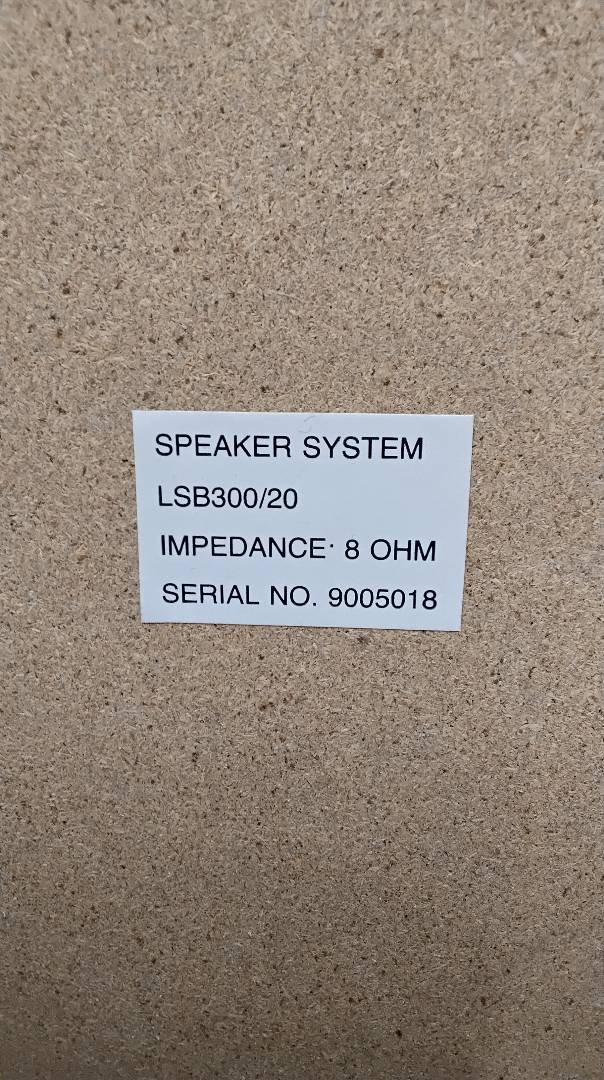 SPEAKER SYSTEM
LSB300/20
IMPEDANCE: 8 OHM
SERIAL NO. 9005018